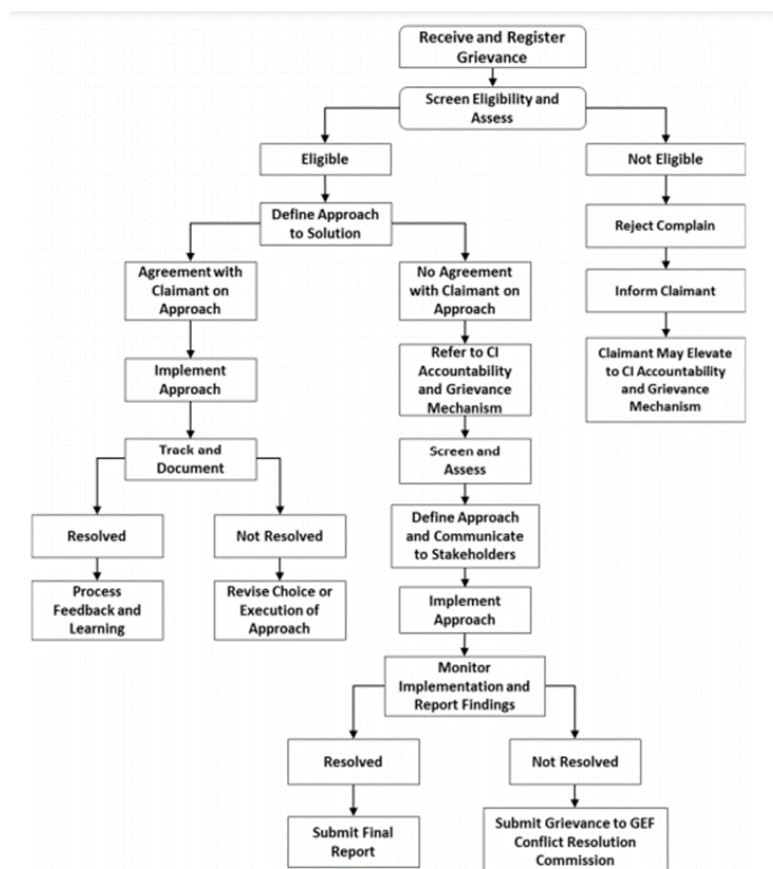 Receive and Register
Grievance
Screen Eligibility and
Assess
Eligible
Not Eligible
Define Approach
to Solution
Reject Complain
Agreement with
Claimant on
Approach
No Agreement
with Claimant on
Approach
Inform Claimant
Implement
Approach
Refer to CI
Accountability
and Grievance
Mechanism
Claimant May Elevate
to CI Accountability
and Grievance
Mechanism
Track and
Document
Screen and
Assess
Resolved
Not Resolved
Define Approach
and Communicate
to Stakeholders
Process
Feedback and
Learning
Revise Choice or
Execution of
Approach
Implement
Approach
Monitor
Implementation and
Report Findings
Resolved
Not Resolved
Submit Final
Report
Submit Grievance to GEF
Conflict Resolution
Commission